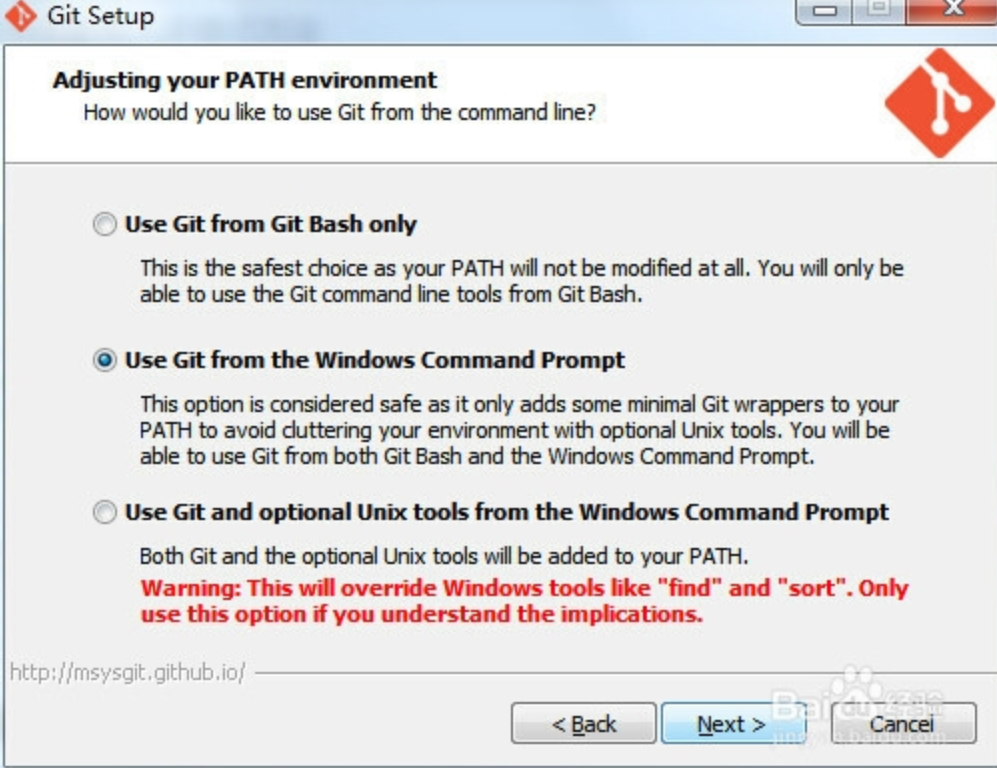 Git Setup
Adjusting your PATH environment
How would you like to use Git from the command line?
Use Git from Git Bash only
This is the safest choice as your PATH will not be modified at all. You will only be
able to use the Git command line tools from Git Bash.
Use Git from the Windows Command Prompt
This option is considered safe as it only adds some minimal Git wrappers to your
PATH to avoid cluttering your environment with optional Unix tools. You will be
able to use Git from both Git Bash and the Windows Command Prompt.
Use Git and optional Unix tools from the Windows Command Prompt
Both Git and the optional Unix tools will be added to your PATH.
Warning: This will override Windows tools like "find" and "sort". Only
use this option if you understand the implications.
http://msysgit.github.io/
< Back Next > Cancel
Baidu 经验
jingyan.baidu.com